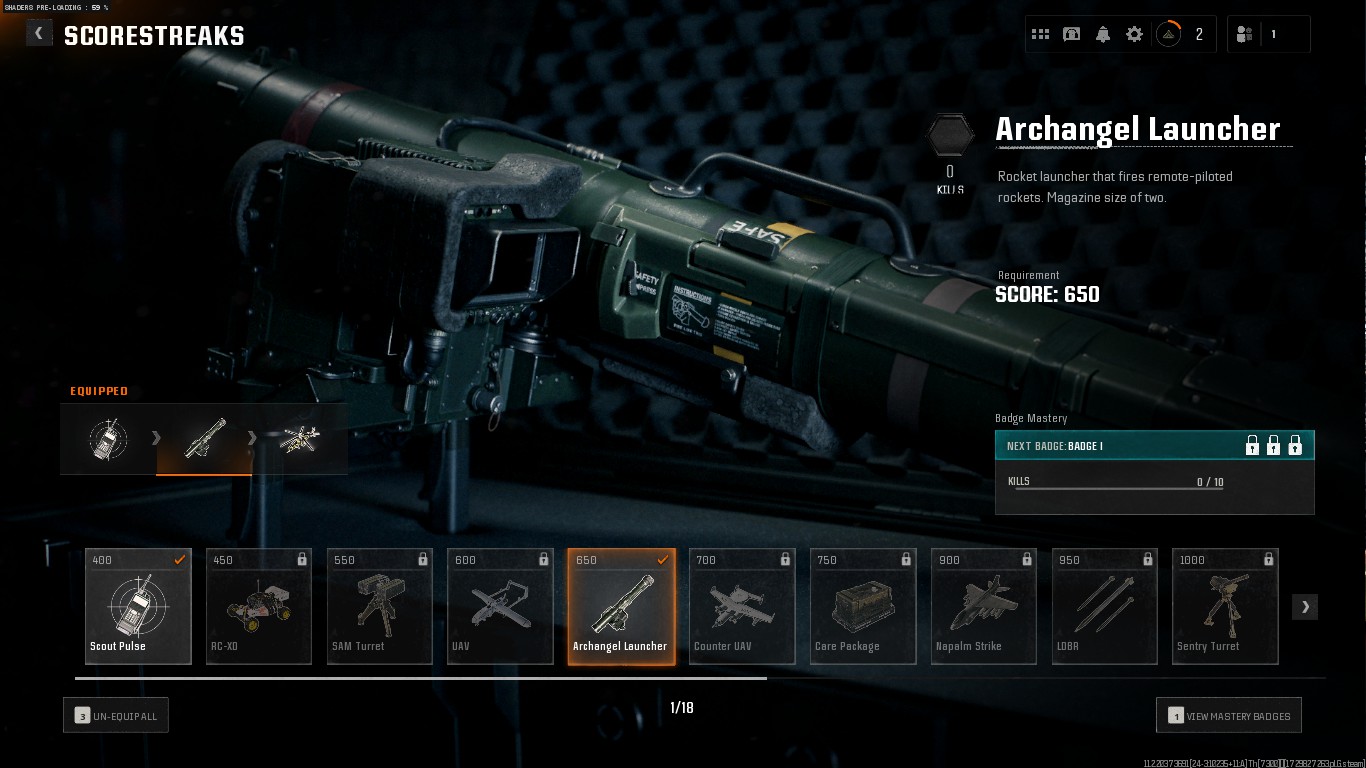 SHADERS PRE-LOADING : 59 %
SCORESTREAKS
2
1
Archangel Launcher
0
KILLS
Rocket launcher that fires remote-piloted
rockets. Magazine size of two.
Requirement
SCORE: 650
SAFE
SAFETY
INSTRUCTIONS
EQUIPPED
Badge Mastery
NEXT BADGE: BADGE I
KILLS
0 / 10
400
450
550
600
650
700
750
900
950
1000
Scout Pulse
RC-XD
SAM Turret
UAV
Archangel Launcher
Counter UAV
Care Package
Napalm Strike
LDBR
Sentry Turret
1/18
3 UN-EQUIP ALL
1 VIEW MASTERY BADGES